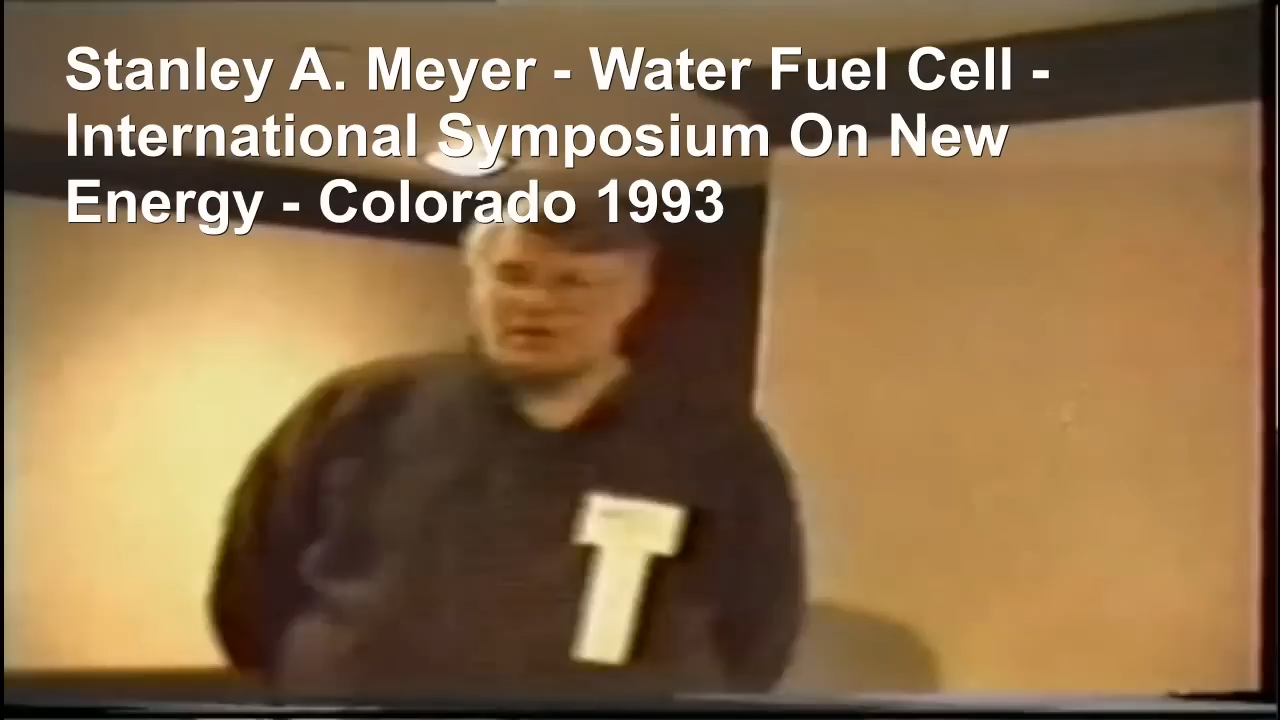 Stanley A. Meyer - Water Fuel Cell -
International Symposium On New
Energy - Colorado 1993